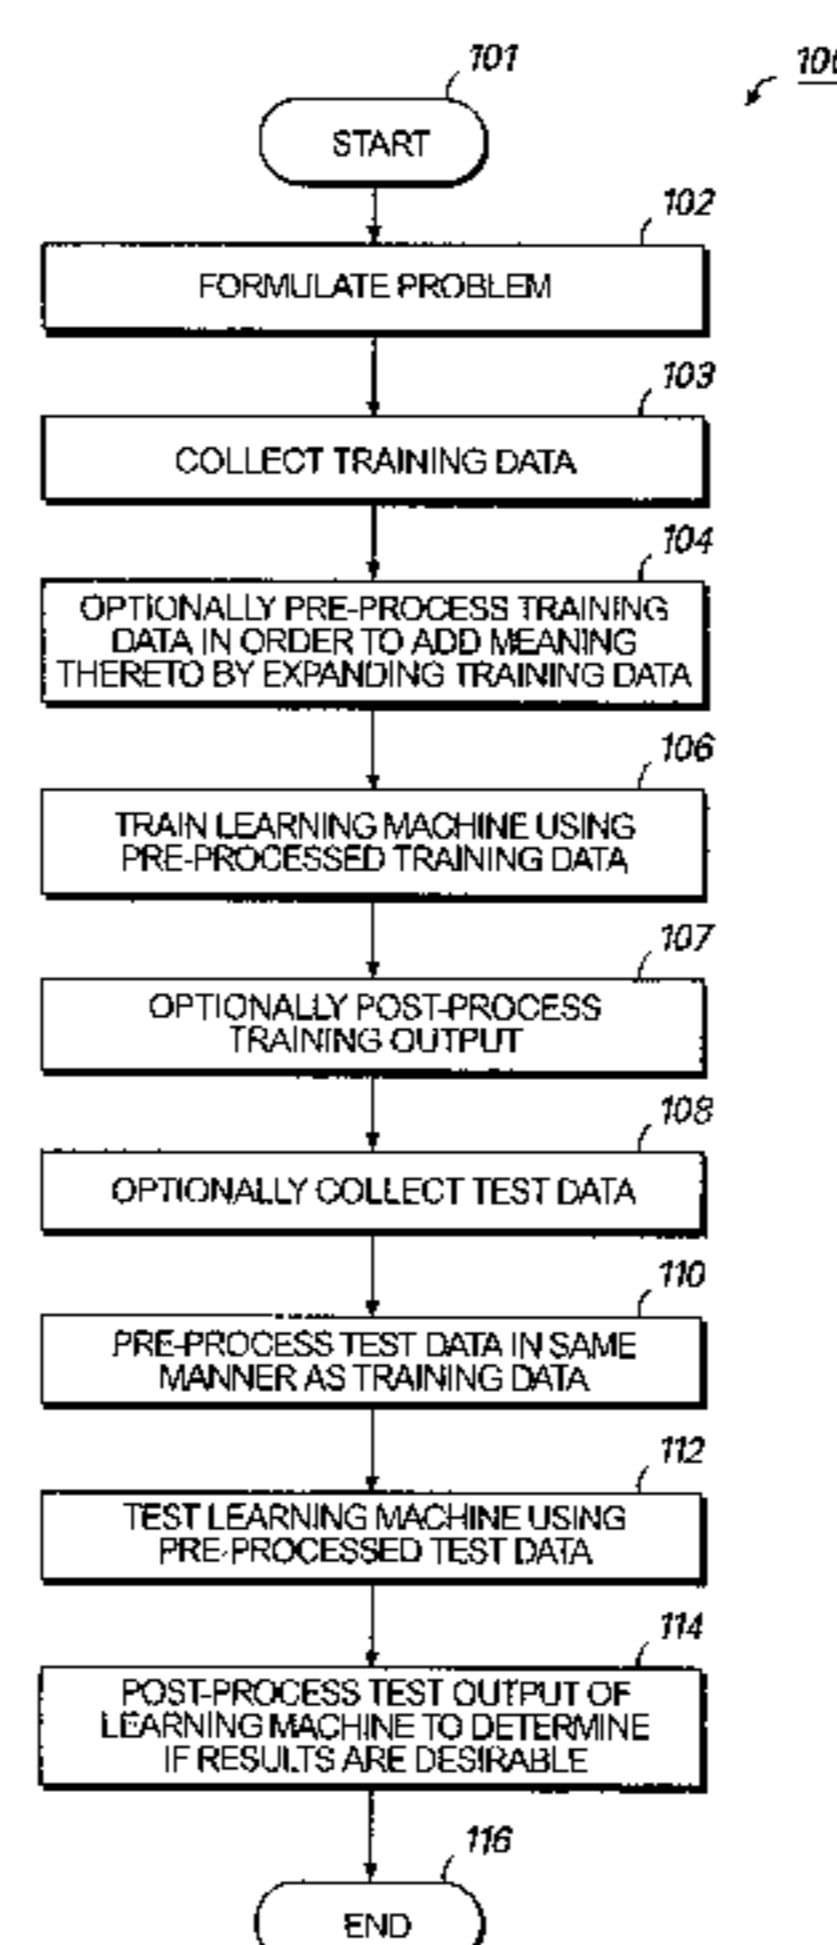 101
START
102
FORMULATE PROBLEM
103
COLLECT TRAINING DATA
104
OPTIONALLY PRE-PROCESS TRAINING
DATA IN ORDER TO ADD MEANING
THERETO BY EXPANDING TRAINING DATA
106
TRAIN LEARNING MACHINE USING
PRE-PROCESSED TRAINING DATA
107
OPTIONALLY POST-PROCESS
TRAINING OUTPUT
108
OPTIONALLY COLLECT TEST DATA
110
PRE-PROCESS TEST DATA IN SAME
MANNER AS TRAINING DATA
112
TEST LEARNING MACHINE USING
PRE-PROCESSED TEST DATA
114
POST-PROCESS TEST OUTPUT OF
LEARNING MACHINE TO DETERMINE
IF RESULTS ARE DESIRABLE
116
END